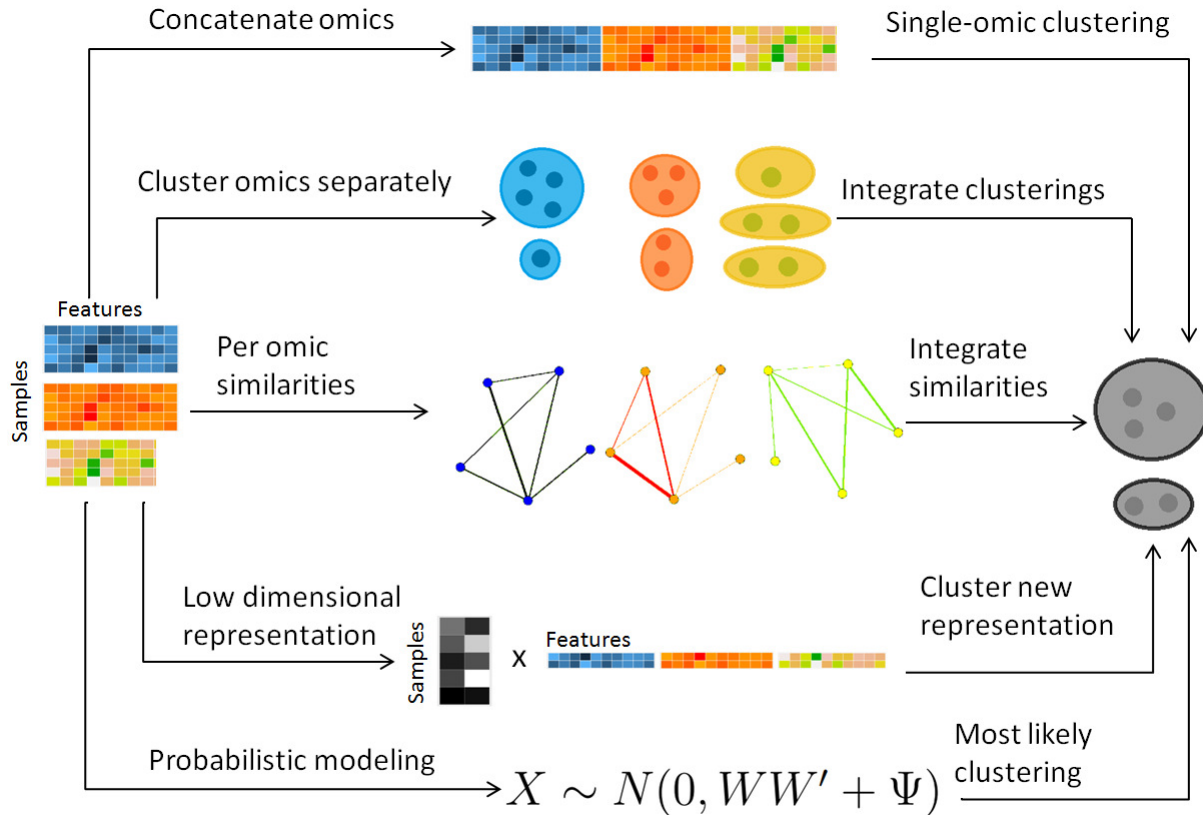 Concatenate omics
Single-omic clustering
Cluster omics separately
Integrate clusterings
Features
Samples
Per omic
similarities
Integrate
similarities
Low dimensional
representation
Samples
x
Features
Cluster new
representation
Probabilistic modeling
X ∼ N(0, WW′ + Ψ)
Most likely
clustering